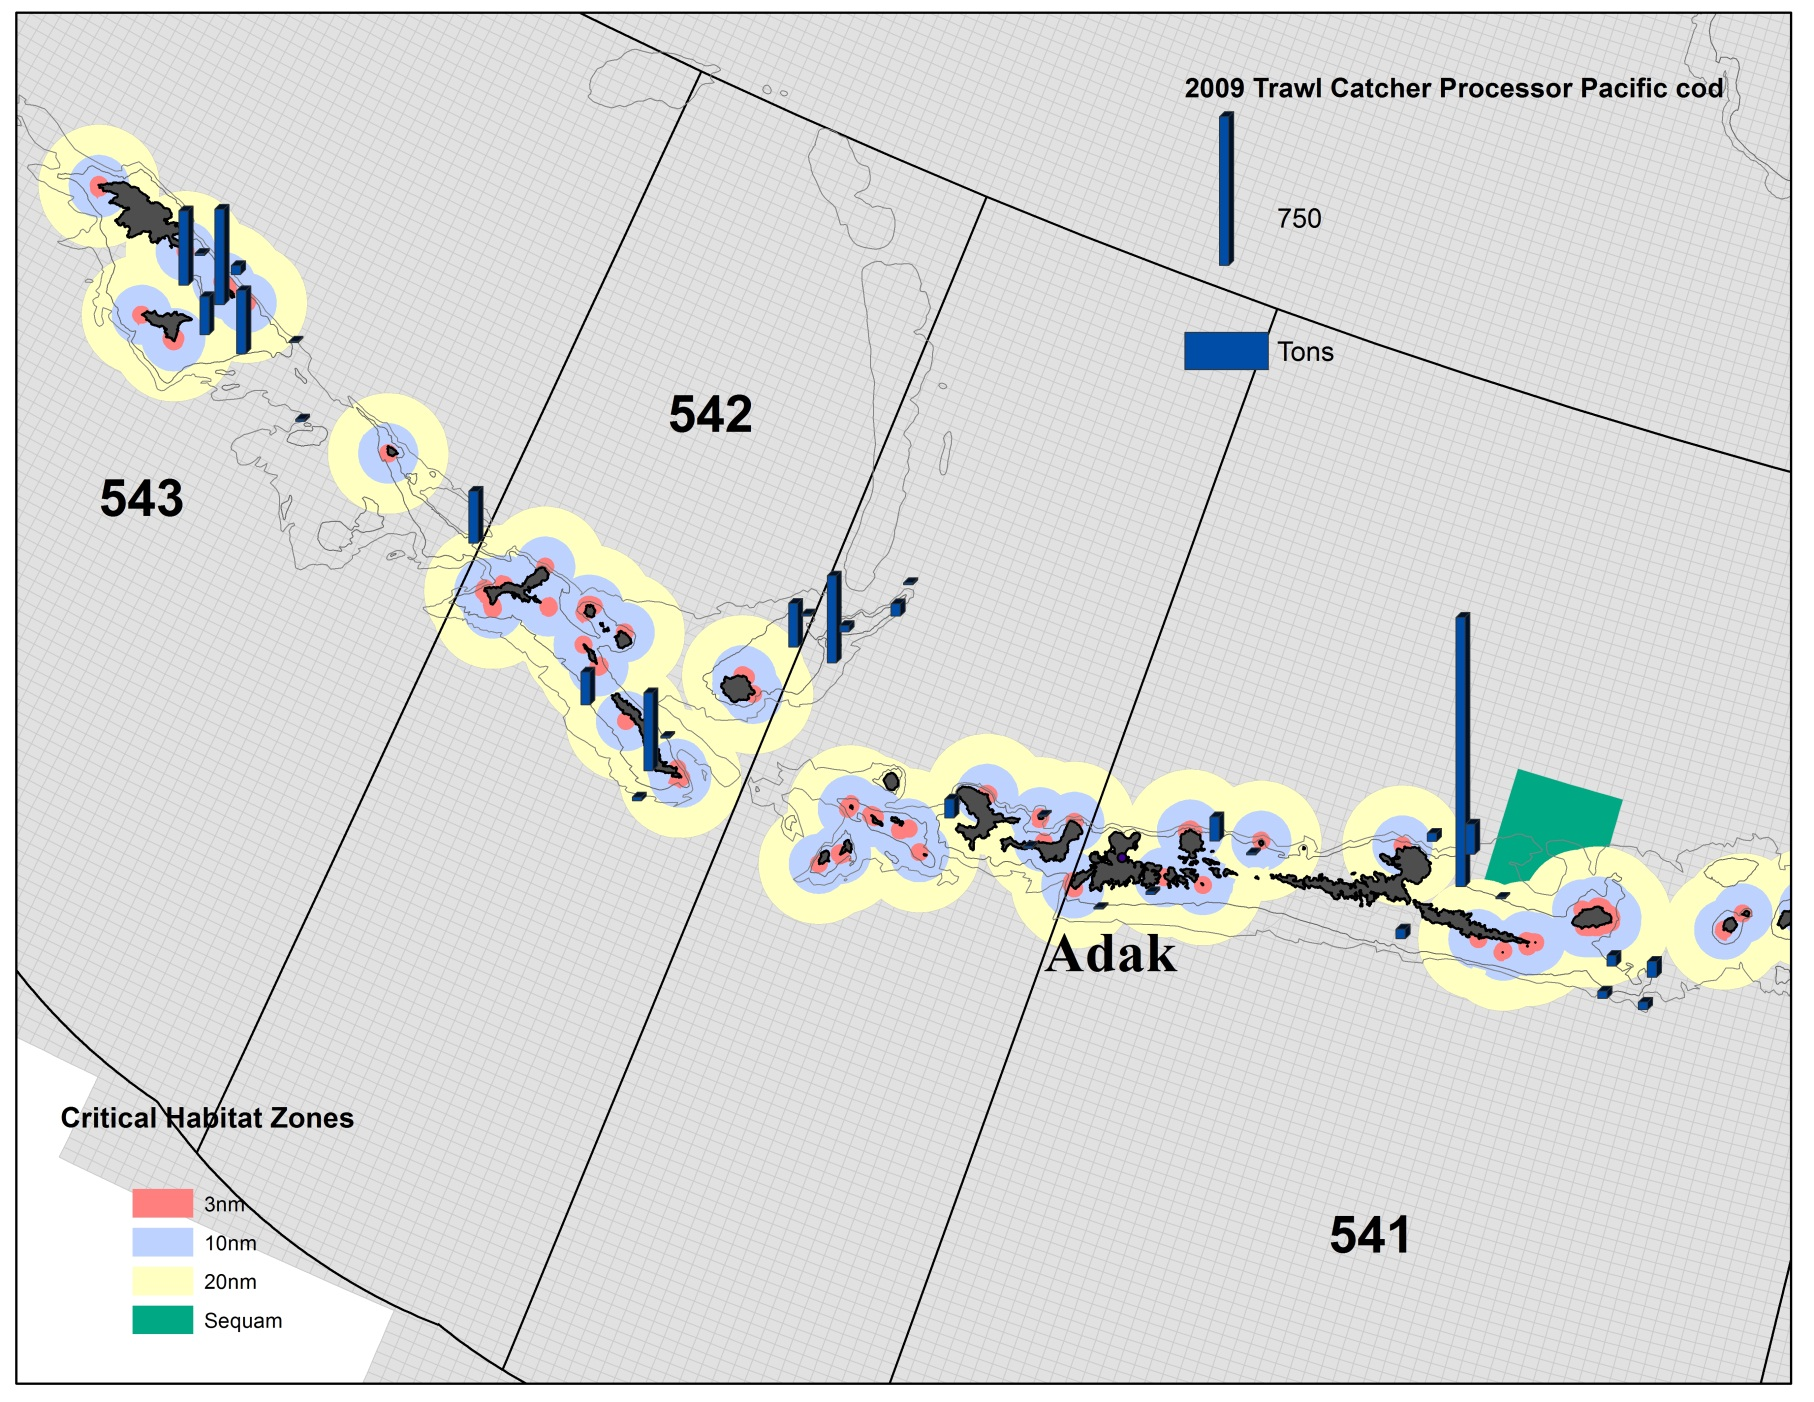 2009 Trawl Catcher Processor Pacific cod
750
Tons
542
543
Adak
Critical Habitat Zones
3nm
10nm
20nm
Sequam
541